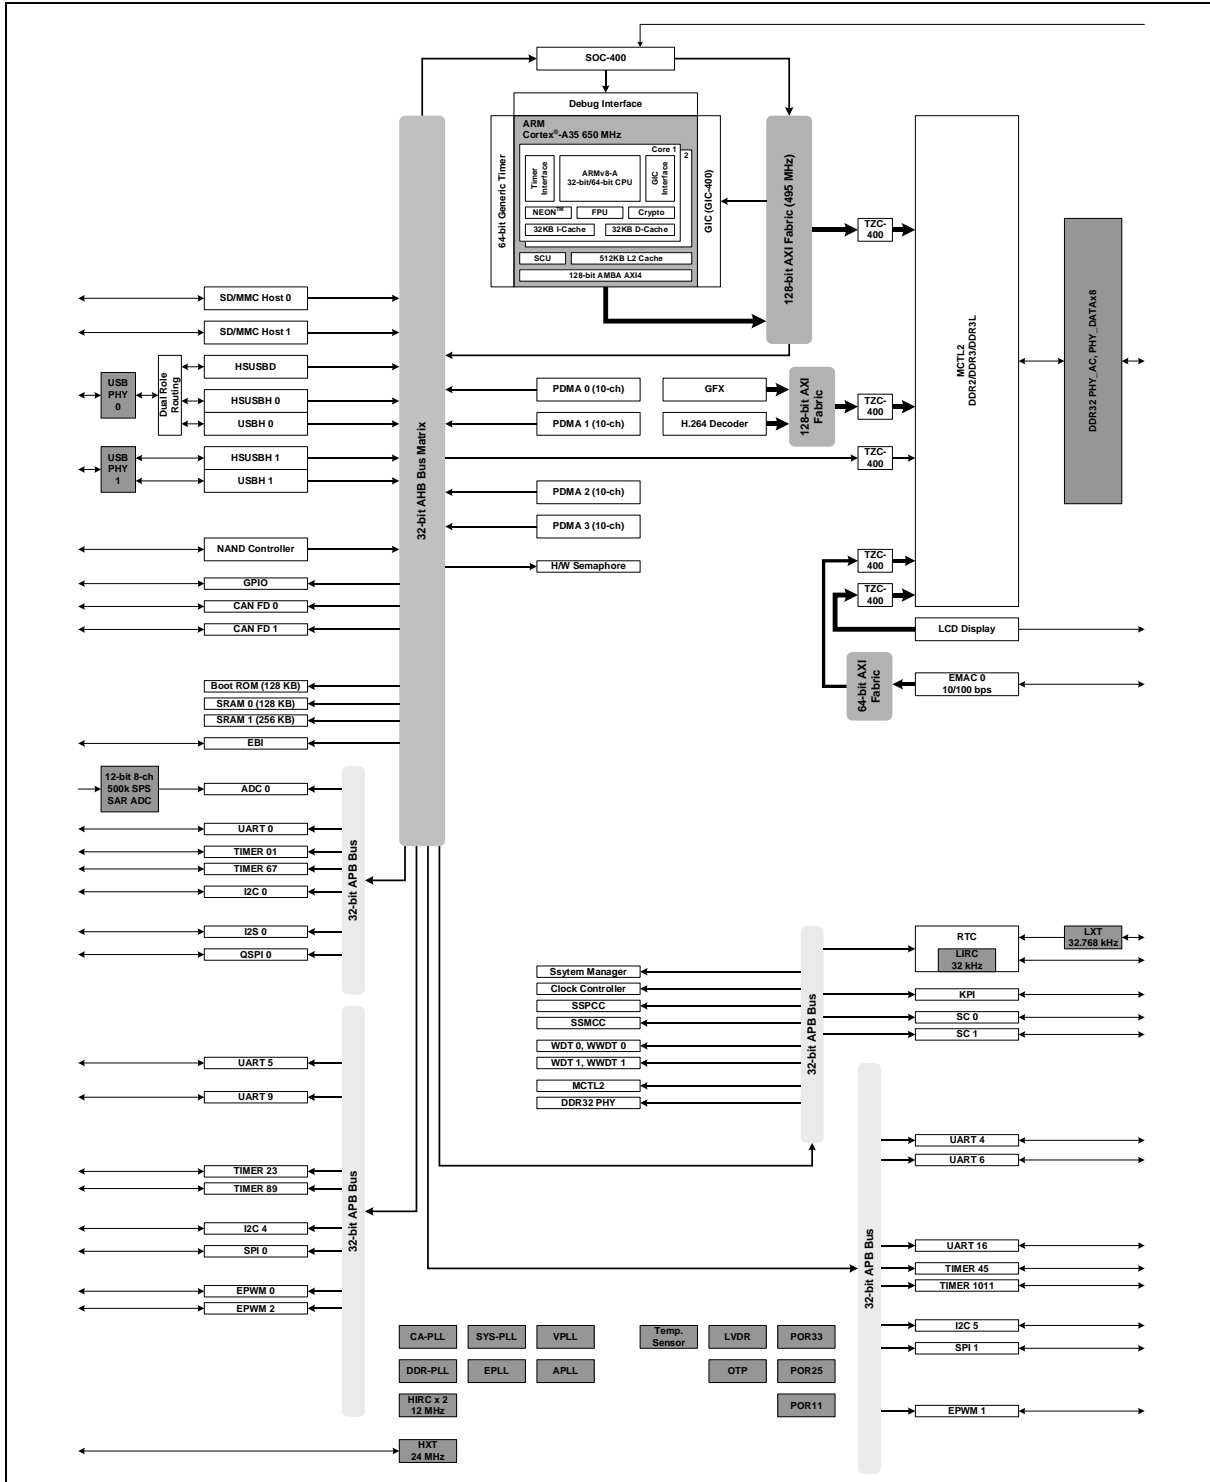 SOC-400
Debug Interface
ARM
Cortex®-A35 650 MHz
Core 1
2
Timer
Interface
ARMv8-A
32-bit/64-bit CPU
GIC
Interface
NEON™
FPU
Crypto
32KB I-Cache
32KB D-Cache
SCU
512KB L2 Cache
128-bit AMBA AXI4
64-bit Generic Timer
GIC (GIC-400)
128-bit AXI Fabric (495 MHz)
TZC-
400
MCTL2
DDR2/DDR3/DDR3L
DDR32 PHY_AC, PHY_DATAx8
32-bit AHB Bus Matrix
SD/MMC Host 0
SD/MMC Host 1
USB
PHY
0
Dual Role
Routing
HSUSBD
HSUSBH 0
USBH 0
USB
PHY
1
HSUSBH 1
USBH 1
PDMA 0 (10-ch)
PDMA 1 (10-ch)
GFX
H.264 Decoder
128-bit AXI
Fabric
TZC-
400
TZC-
400
PDMA 2 (10-ch)
PDMA 3 (10-ch)
H/W Semaphore
NAND Controller
GPIO
CAN FD 0
CAN FD 1
TZC-
400
TZC-
400
LCD Display
64-bit AXI
Fabric
EMAC 0
10/100 bps
Boot ROM (128 KB)
SRAM 0 (128 KB)
SRAM 1 (256 KB)
EBI
12-bit 8-ch
500k SPS
SAR ADC
ADC 0
UART 0
TIMER 01
TIMER 67
I2C 0
I2S 0
QSPI 0
32-bit APB Bus
Ssytem Manager
Clock Controller
SSPCC
SSMCC
WDT 0, WWDT 0
WDT 1, WWDT 1
MCTL2
DDR32 PHY
32-bit APB Bus
RTC
LIRC
32 kHz
LXT
32.768 kHz
KPI
SC 0
SC 1
UART 5
UART 9
TIMER 23
TIMER 89
I2C 4
SPI 0
EPWM 0
EPWM 2
32-bit APB Bus
32-bit APB Bus
UART 4
UART 6
UART 16
TIMER 45
TIMER 1011
I2C 5
SPI 1
EPWM 1
CA-PLL
SYS-PLL
VPLL
Temp.
Sensor
LVDR
POR33
DDR-PLL
EPLL
APLL
OTP
POR25
HIRC x 2
12 MHz
POR11
HXT
24 MHz